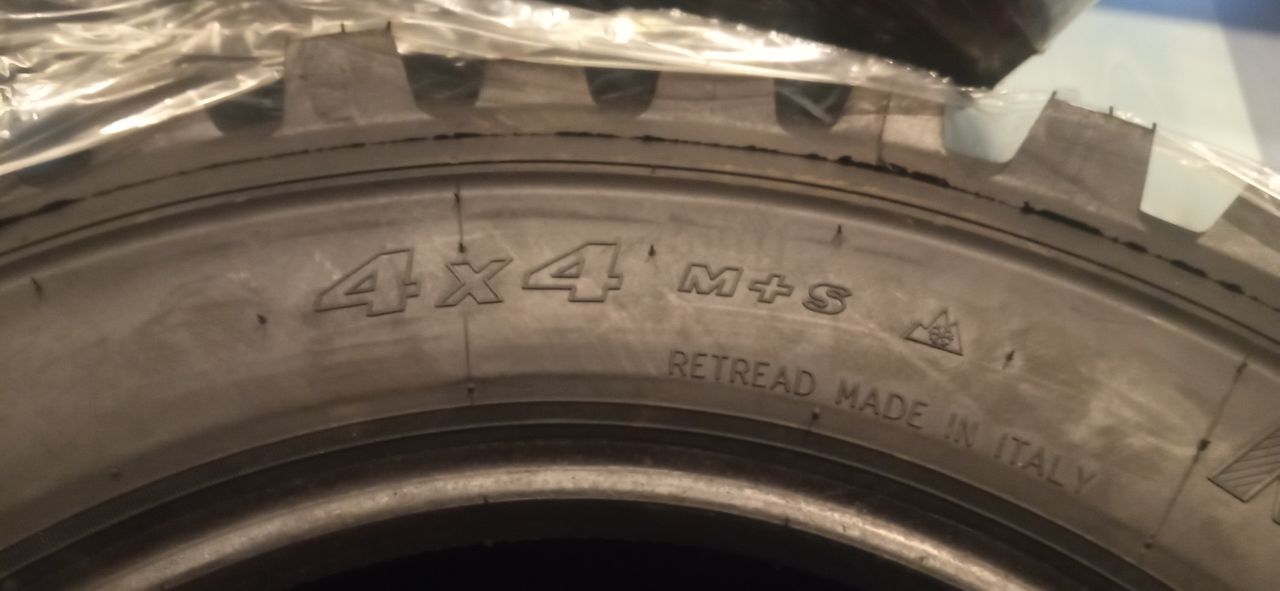 4x4 M+S
RETREAD MADE IN ITALY